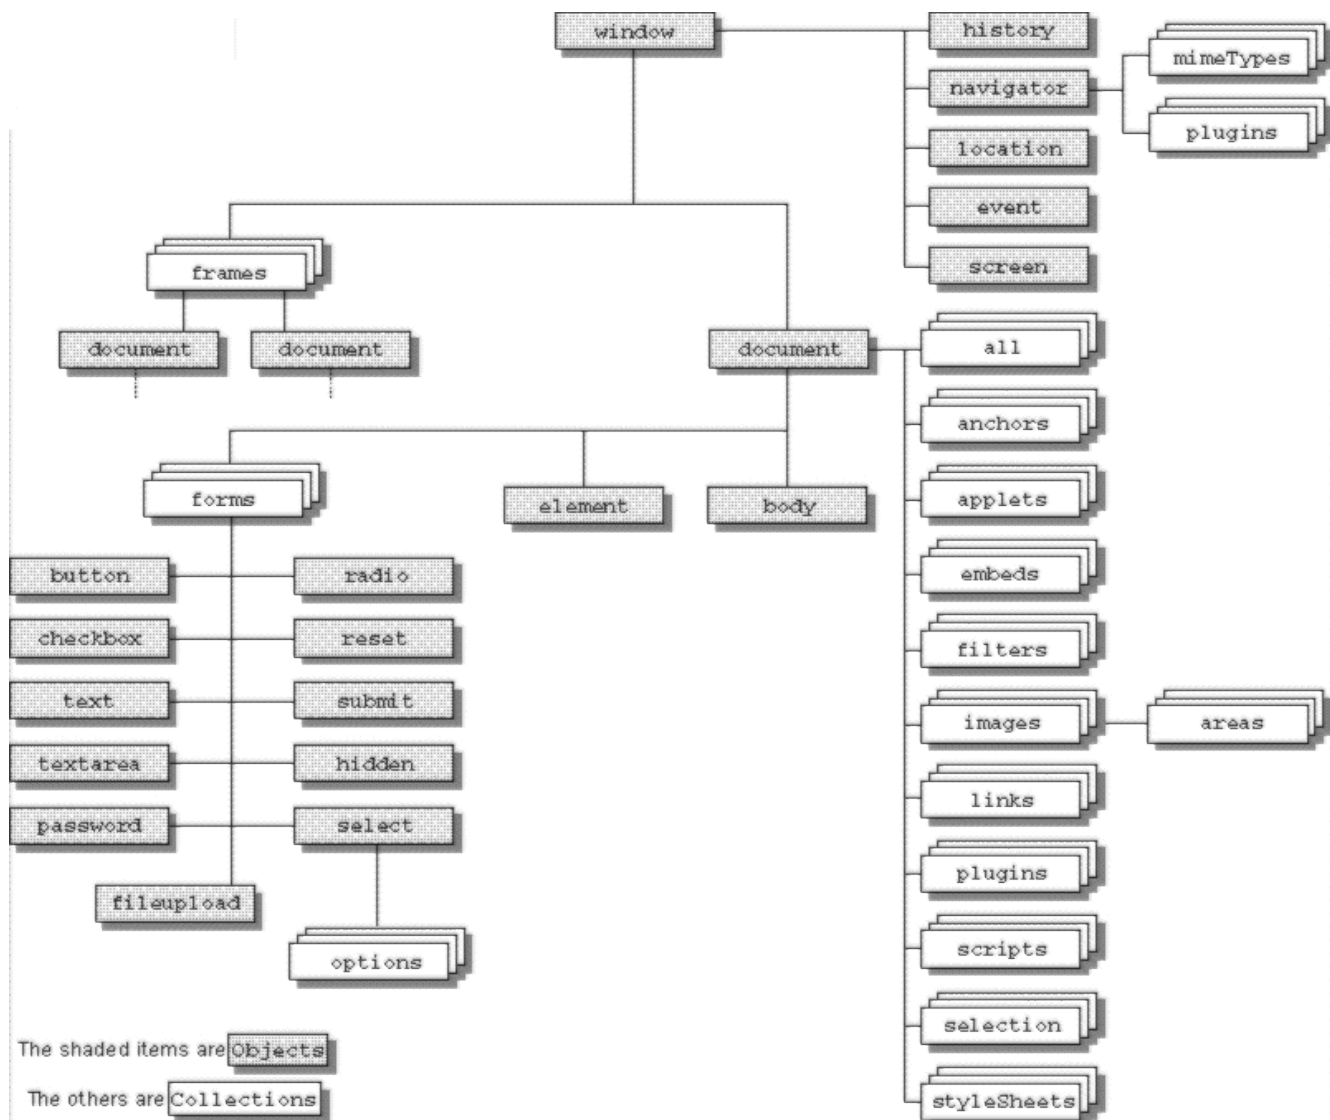 window
history
mimeTypes
navigator
plugins
location
event
screen
frames
document
document
document
all
anchors
forms
element
body
applets
button
radio
embeds
checkbox
reset
filters
text
submit
images
areas
textarea
hidden
links
password
select
plugins
fileupload
scripts
options
selection
The shaded items are Objects
The others are Collections
styleSheets